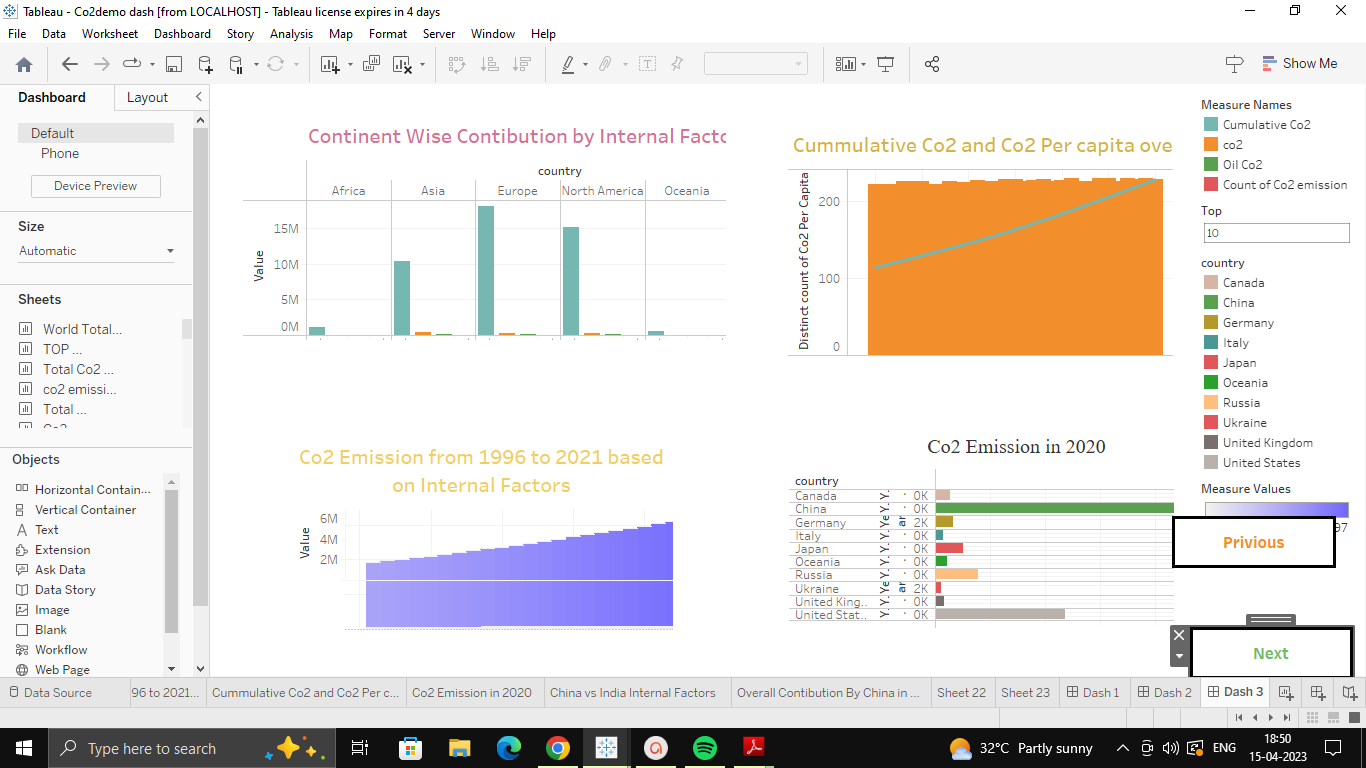 Tableau - Co2demo dash [from LOCALHOST] - Tableau license expires in 4 days
File Data Worksheet Dashboard Story Analysis Map Format Server Window Help
Show Me
Dashboard Layout
Default
Phone
Device Preview
Size
Automatic
Sheets
World Total...
TOP ...
Total Co2 ...
co2 emissi...
Total ...
Objects
Horizontal Contain...
Vertical Container
Text
Extension
Ask Data
Data Story
Image
Blank
Workflow
Web Page
Continent Wise Contibution by Internal Facto
country
Africa Asia Europe North America Oceania
Value
15M
10M
5M
0M
Cummulative Co2 and Co2 Per capita ove
Distinct count of Co2 Per Capita
200
100
0
Co2 Emission from 1996 to 2021 based
on Internal Factors
Value
6M
4M
2M
Co2 Emission in 2020
country
Canada Y. 0K
China Y. 0K
Germany Ye ar 2K
Italy Y. 0K
Japan Y. 0K
Oceania Y. 0K
Russia Y. 0K
Ukraine Ye ar 2K
United King.. Y. 0K
United Stat.. Y. 0K
Measure Names
Cumulative Co2
co2
Oil Co2
Count of Co2 emission
Top
10
country
Canada
China
Germany
Italy
Japan
Oceania
Russia
Ukraine
United Kingdom
United States
Measure Values
97
Privious
Next
Data Source 96 to 2021... Cummulative Co2 and Co2 Per c... Co2 Emission in 2020 China vs India Internal Factors Overall Contibution By China in ... Sheet 22 Sheet 23 Dash 1 Dash 2 Dash 3
Type here to search
32°C Partly sunny
ENG
18:50
15-04-2023